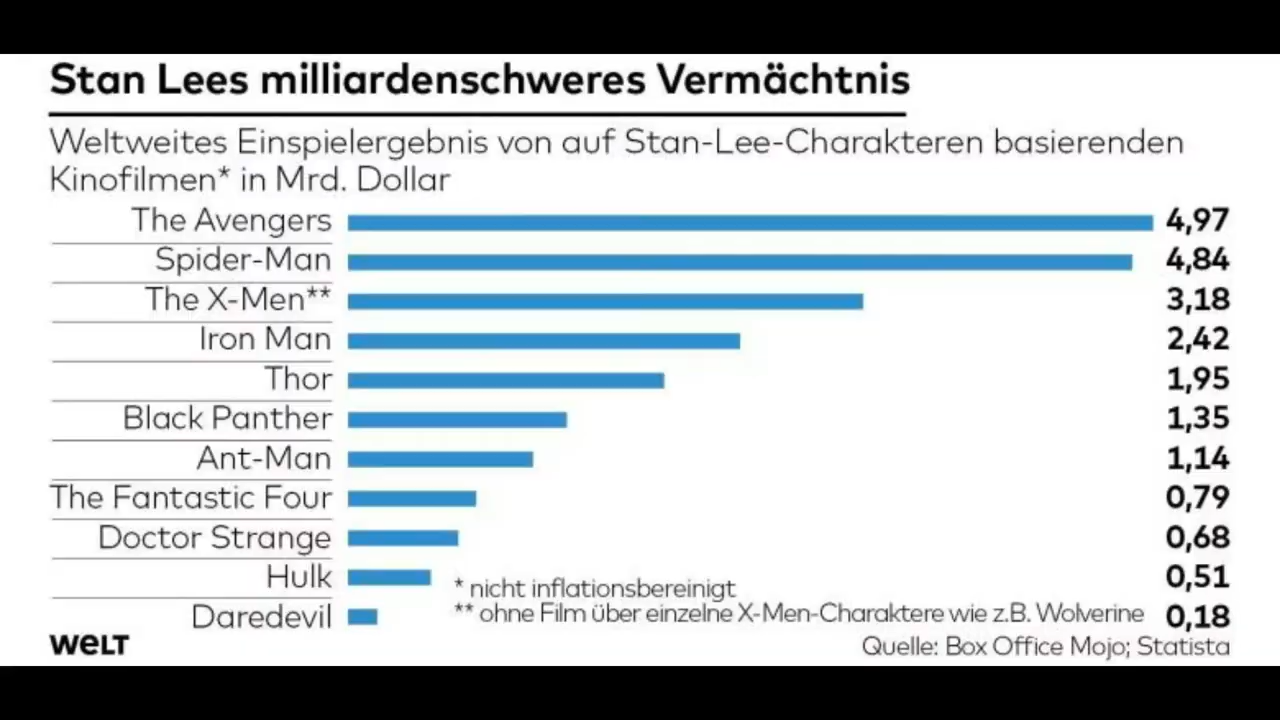 Stan Lees milliardenschweres Vermächtnis
Weltweites Einspielergebnis von auf Stan-Lee-Charakteren basierenden
Kinofilmen* in Mrd. Dollar
The Avengers 4,97
Spider-Man 4,84
The X-Men** 3,18
Iron Man 2,42
Thor 1,95
Black Panther 1,35
Ant-Man 1,14
The Fantastic Four 0,79
Doctor Strange 0,68
Hulk 0,51
* nicht inflationsbereinigt
Daredevil 0,18
** ohne Film über einzelne X-Men-Charaktere wie z.B. Wolverine
WELT
Quelle: Box Office Mojo; Statista